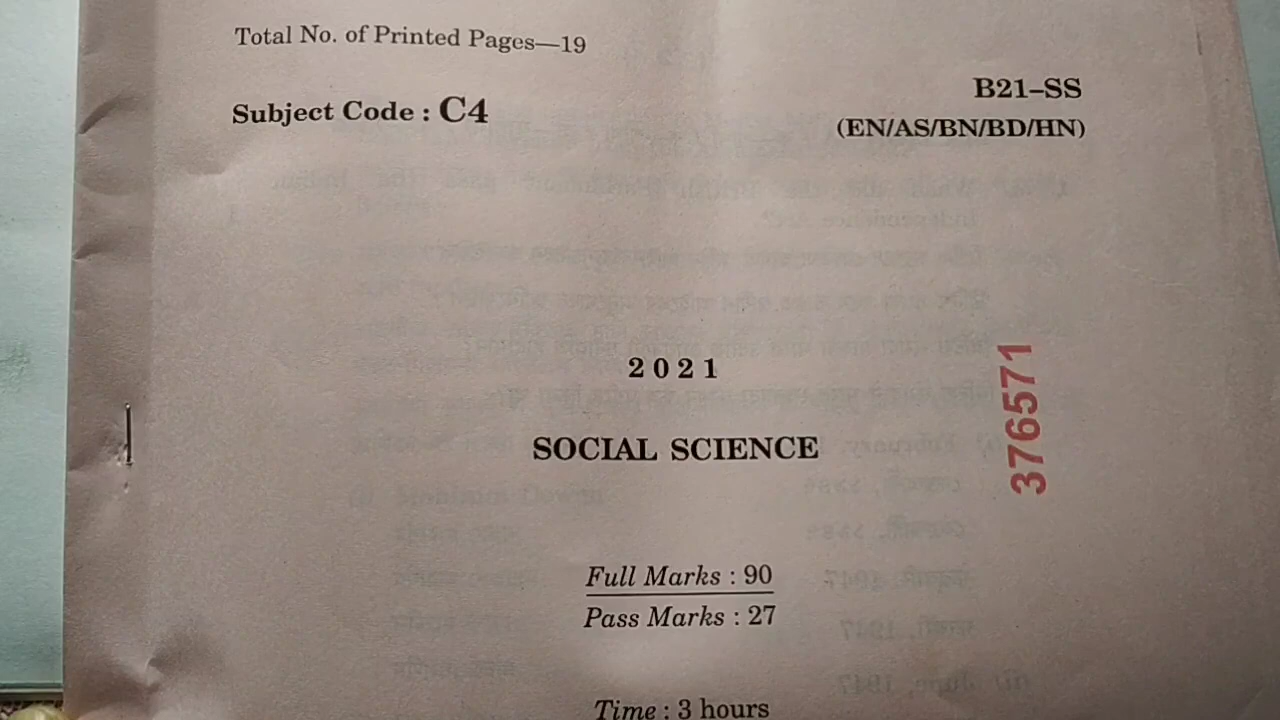 Total No. of Printed Pages—19
Subject Code : C4
B21–SS
(EN/AS/BN/BD/HN)
2021
376571
SOCIAL SCIENCE
Full Marks : 90
Pass Marks : 27
Time : 3 hours